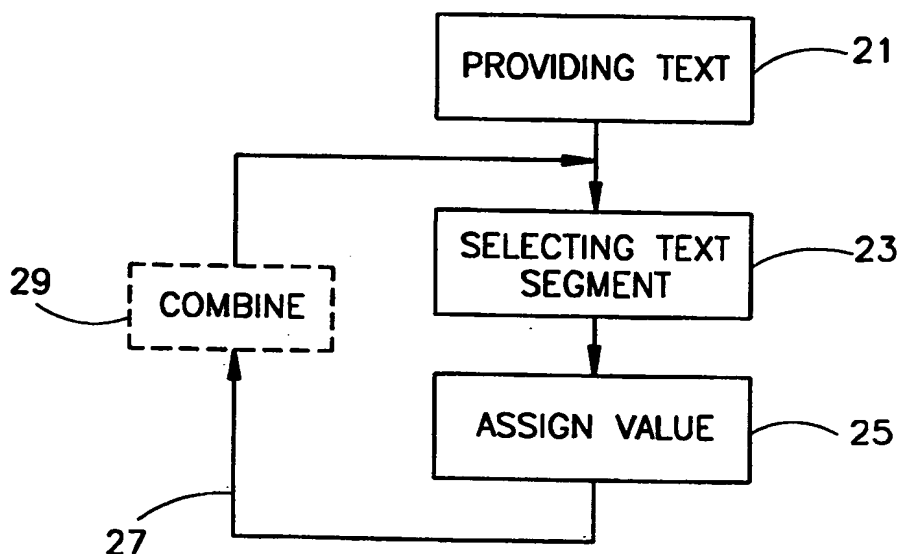 PROVIDING TEXT
21
SELECTING TEXT
SEGMENT
23
29
COMBINE
ASSIGN VALUE
25
27